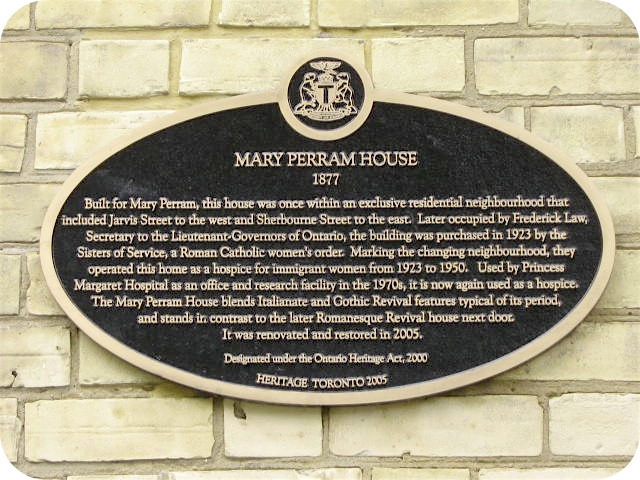 T
MARY PERRAM HOUSE
1877
Built for Mary Perram, this house was once within an exclusive residential neighbourhood that
included Jarvis Street to the west and Sherbourne Street to the east. Later occupied by Frederick Law,
Secretary to the Lieutenant-Governors of Ontario, the building was purchased in 1923 by the
Sisters of Service, a Roman Catholic women's order. Marking the changing neighbourhood, they
operated this home as a hospice for immigrant women from 1923 to 1950. Used by Princess
Margaret Hospital as an office and research facility in the 1970s, it is now again used as a hospice.
The Mary Perram House blends Italianate and Gothic Revival features typical of its period,
and stands in contrast to the later Romanesque Revival house next door.
It was renovated and restored in 2005.
Designated under the Ontario Heritage Act, 2000
HERITAGE TORONTO 2005